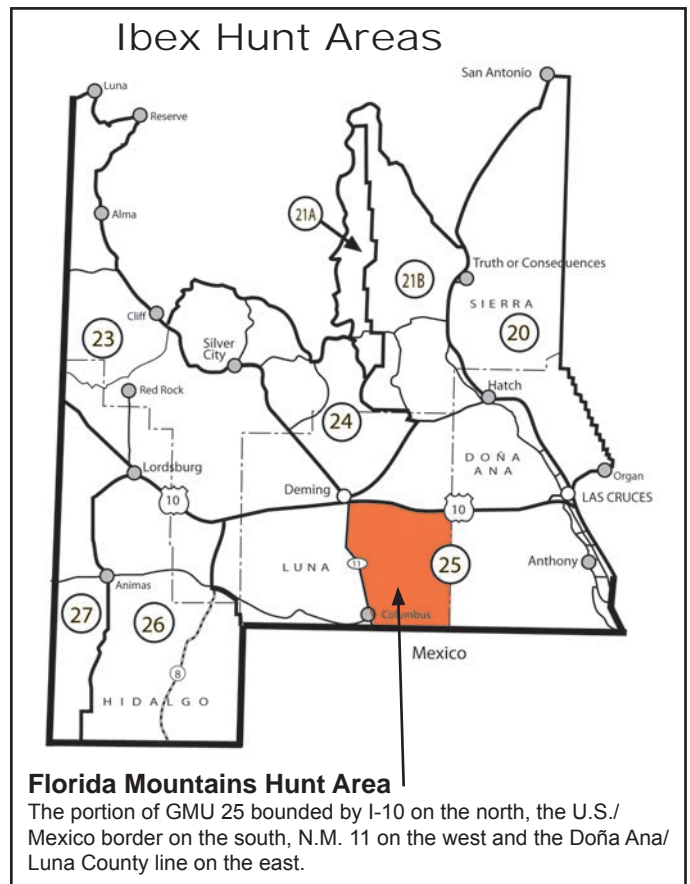 Ibex Hunt Areas
San Antonio
Luna
Reserve
21A
Alma
21B
Truth or Consequences
SIERRA
20
Cliff
23
Silver
City
Red Rock
Hatch
24
DOÑA
ANA
Lordsburg
Organ
10
Deming
LAS CRUCES
10
LUNA
11
25
Anthony
Animas
27
26
Columbus
Mexico
8
HIDALGO
Florida Mountains Hunt Area
The portion of GMU 25 bounded by I-10 on the north, the U.S./
Mexico border on the south, N.M. 11 on the west and the Doña Ana/
Luna County line on the east.